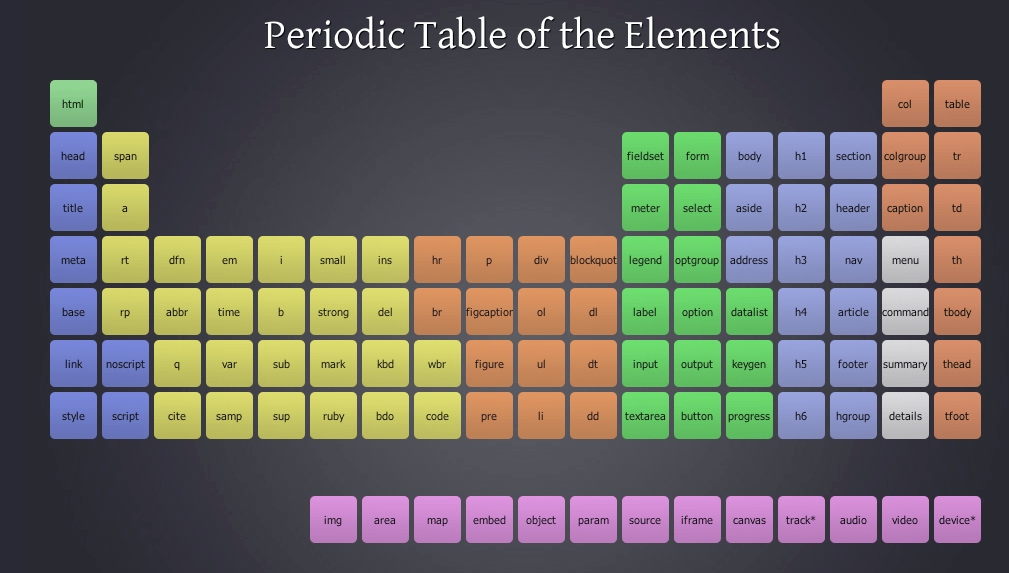 Periodic Table of the Elements
html col table
head span fieldset form body h1 section colgroup tr
title a meter select aside h2 header caption td
meta rt dfn em i small ins hr p div blockquot legend optgroup address h3 nav menu th
base rp abbr time b strong del br figcaption ol dl label option datalist h4 article command tbody
link noscript q var sub mark kbd wbr figure ul dt input output keygen h5 footer summary thead
style script cite samp sup ruby bdo code pre li dd textarea button progress h6 hgroup details tfoot
img area map embed object param source iframe canvas track* audio video device*